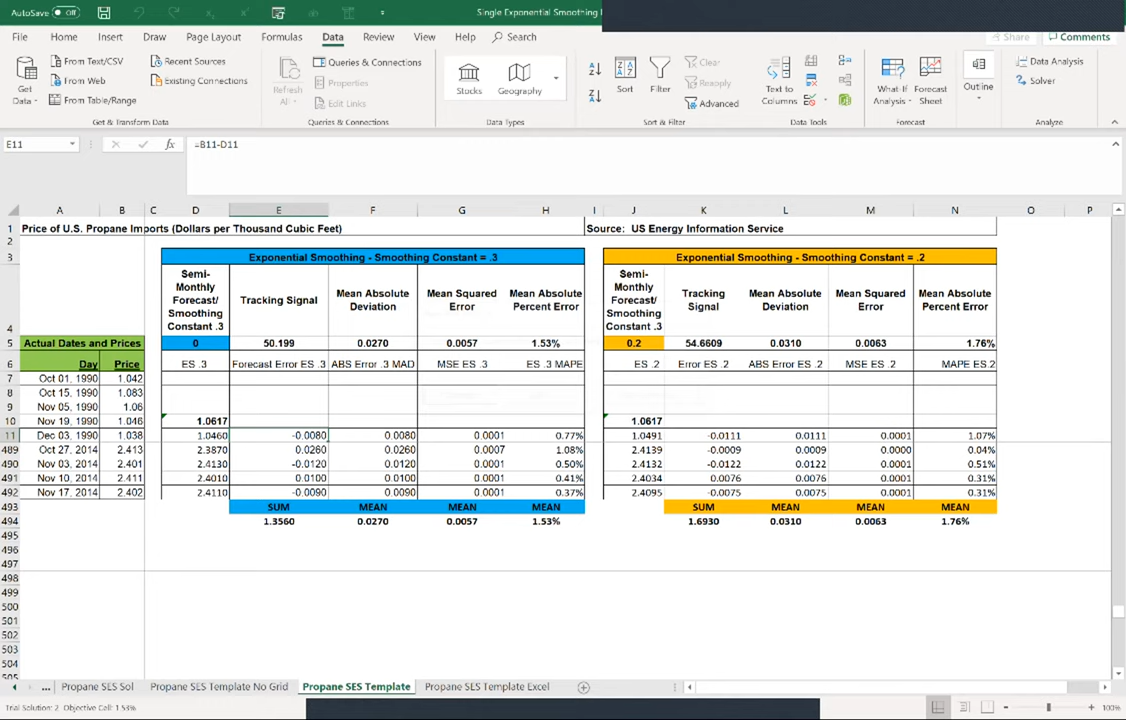 AutoSave Off Single Exponential Smoothing
File Home Insert Draw Page Layout Formulas Data Review View Help Search Share Comments
Get Data
From Text/CSV
From Web
From Table/Range
Recent Sources
Existing Connections
Get & Transform Data
Refresh All
Queries & Connections
Properties
Edit Links
Queries & Connections
Stocks
Geography
Data Types
Sort
Filter
Clear
Reapply
Advanced
Sort & Filter
Text to Columns
Data Tools
What-If Analysis
Forecast Sheet
Forecast
Outline
Data Analysis
Solver
Analyze
E11 fx =B11-D11
A B C D E F G H I J K L M N O P
1 Price of U.S. Propane Imports (Dollars per Thousand Cubic Feet) Source: US Energy Information Service
2
3 Exponential Smoothing - Smoothing Constant = .3 Exponential Smoothing - Smoothing Constant = .2
4 Semi-Monthly Forecast/ Smoothing Constant .3 Tracking Signal Mean Absolute Deviation Mean Squared Error Mean Absolute Percent Error Semi-Monthly Forecast/ Smoothing Constant .3 Tracking Signal Mean Absolute Deviation Mean Squared Error Mean Absolute Percent Error
5 Actual Dates and Prices 0 50.199 0.0270 0.0057 1.53% 0.2 54.6609 0.0310 0.0063 1.76%
6 Day Price ES .3 Forecast Error ES .3 ABS Error .3 MAD MSE ES .3 ES .3 MAPE ES .2 Error ES .2 ABS Error ES .2 MSE ES .2 MAPE ES.2
7 Oct 01, 1990 1.042
8 Oct 15, 1990 1.083
9 Nov 05, 1990 1.06
10 Nov 19, 1990 1.046 1.0617 1.0617
11 Dec 03, 1990 1.038 1.0460 -0.0080 0.0080 0.0001 0.77% 1.0491 -0.0111 0.0111 0.0001 1.07%
489 Oct 27, 2014 2.413 2.3870 0.0260 0.0260 0.0007 1.08% 2.4139 -0.0009 0.0009 0.0000 0.04%
490 Nov 03, 2014 2.401 2.4130 -0.0120 0.0120 0.0001 0.50% 2.4132 -0.0122 0.0122 0.0001 0.51%
491 Nov 10, 2014 2.411 2.4010 0.0100 0.0100 0.0001 0.41% 2.4034 0.0076 0.0076 0.0001 0.31%
492 Nov 17, 2014 2.402 2.4110 -0.0090 0.0090 0.0001 0.37% 2.4095 -0.0075 0.0075 0.0001 0.31%
493 SUM MEAN MEAN MEAN SUM MEAN MEAN MEAN
494 1.3560 0.0270 0.0057 1.53% 1.6930 0.0310 0.0063 1.76%
495
496
497
498
499
500
501
502
503
504
505
... Propane SES Sol Propane SES Template No Grid Propane SES Template Propane SES Template Excel
Trial Solution: 2 Objective Cell: 1.53% 100%